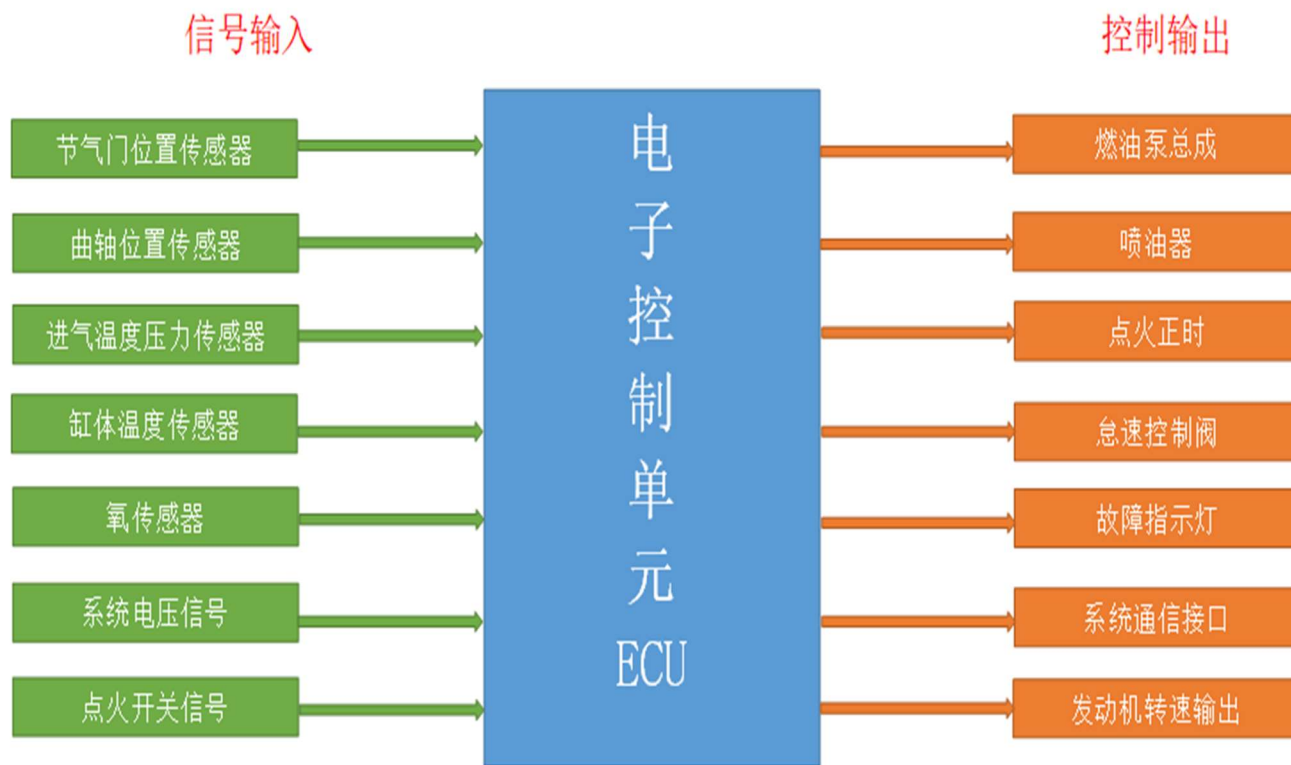 信号输入
控制输出
节气门位置传感器
曲轴位置传感器
进气温度压力传感器
缸体温度传感器
氧传感器
系统电压信号
点火开关信号
电子控制单元ECU
燃油泵总成
喷油器
点火正时
怠速控制阀
故障指示灯
系统通信接口
发动机转速输出